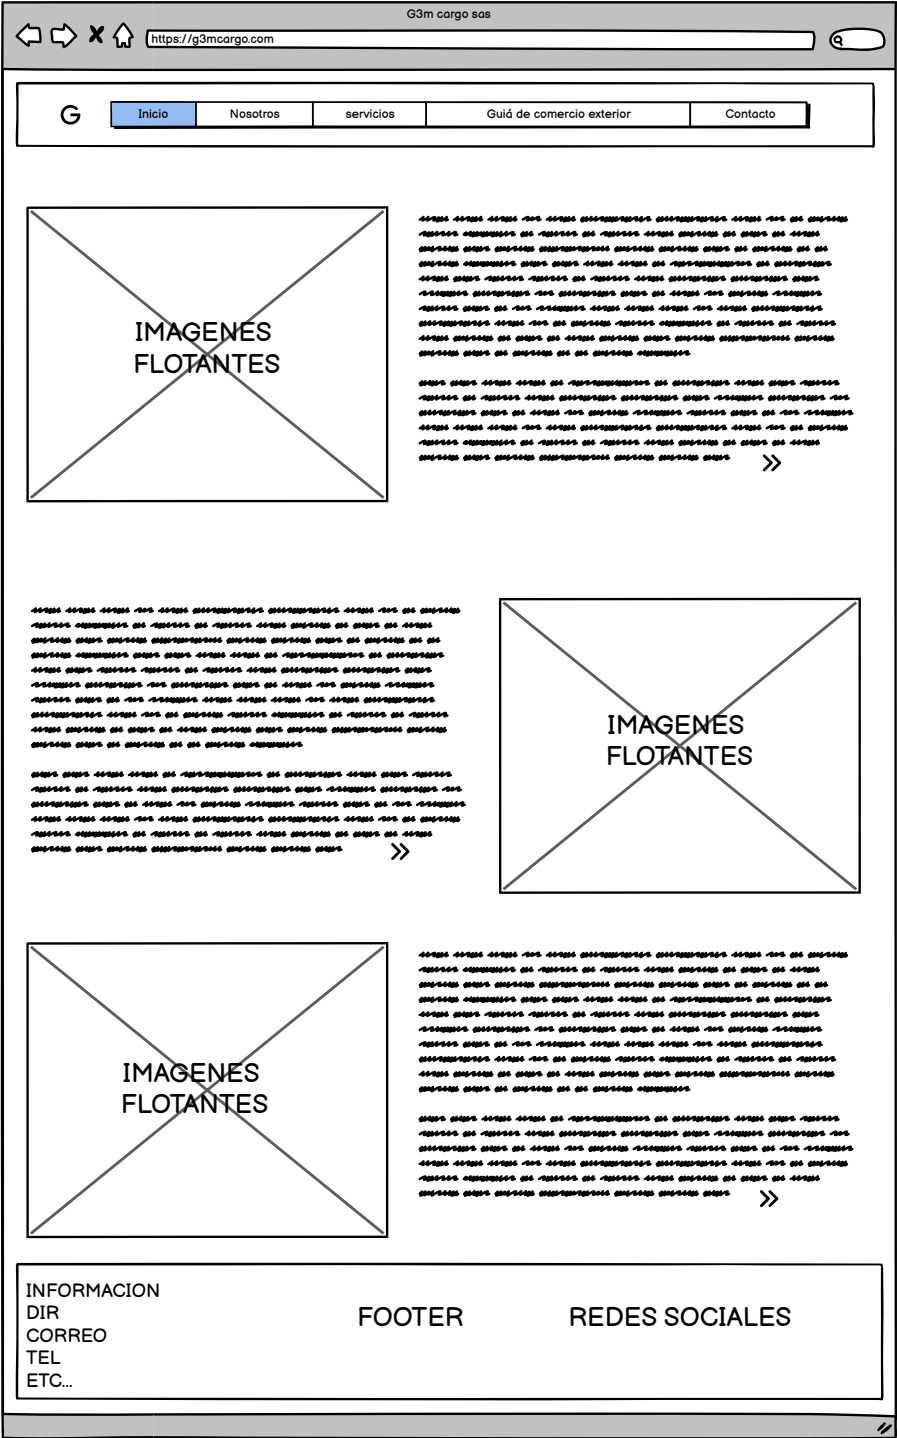 G3m cargo sas
https://g3mcargo.com
G
Inicio
Nosotros
servicios
Guiá de comercio exterior
Contacto
IMAGENES
FLOTANTES
IMAGENES
FLOTANTES
IMAGENES
FLOTANTES
INFORMACION
DIR
CORREO
TEL
ETC...
FOOTER
REDES SOCIALES